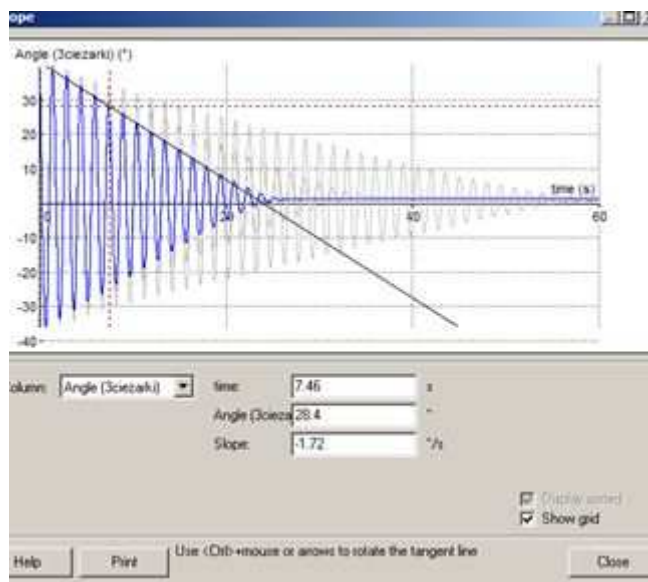 ope
Angle (3ciezarki) (°)
30
20
10
time (s)
0
20
40
60
-10
-20
-30
-40
olumn: Angle (3ciezarki) time: 7.46 s
Angle (3cieza 28.4 °
Slope: -1.72 °/s
Display sorted
Show grid
Help Print Use <Ctrl>+mouse or arrows to rotate the tangent line Close